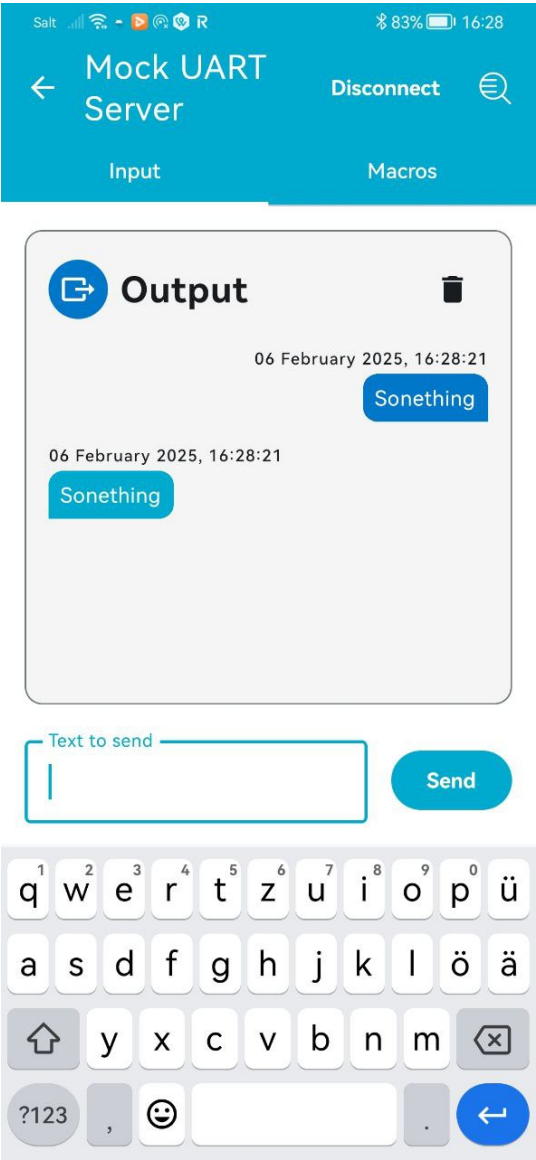 Salt R 83% 16:28
Mock UART
Server
Disconnect
Input Macros
Output
06 February 2025, 16:28:21
Sonething
06 February 2025, 16:28:21
Sonething
Text to send
Send
1 2 3 4 5 6 7 8 9 0
q w e r t z u i o p ü
a s d f g h j k l ö ä
y x c v b n m
?123 , .